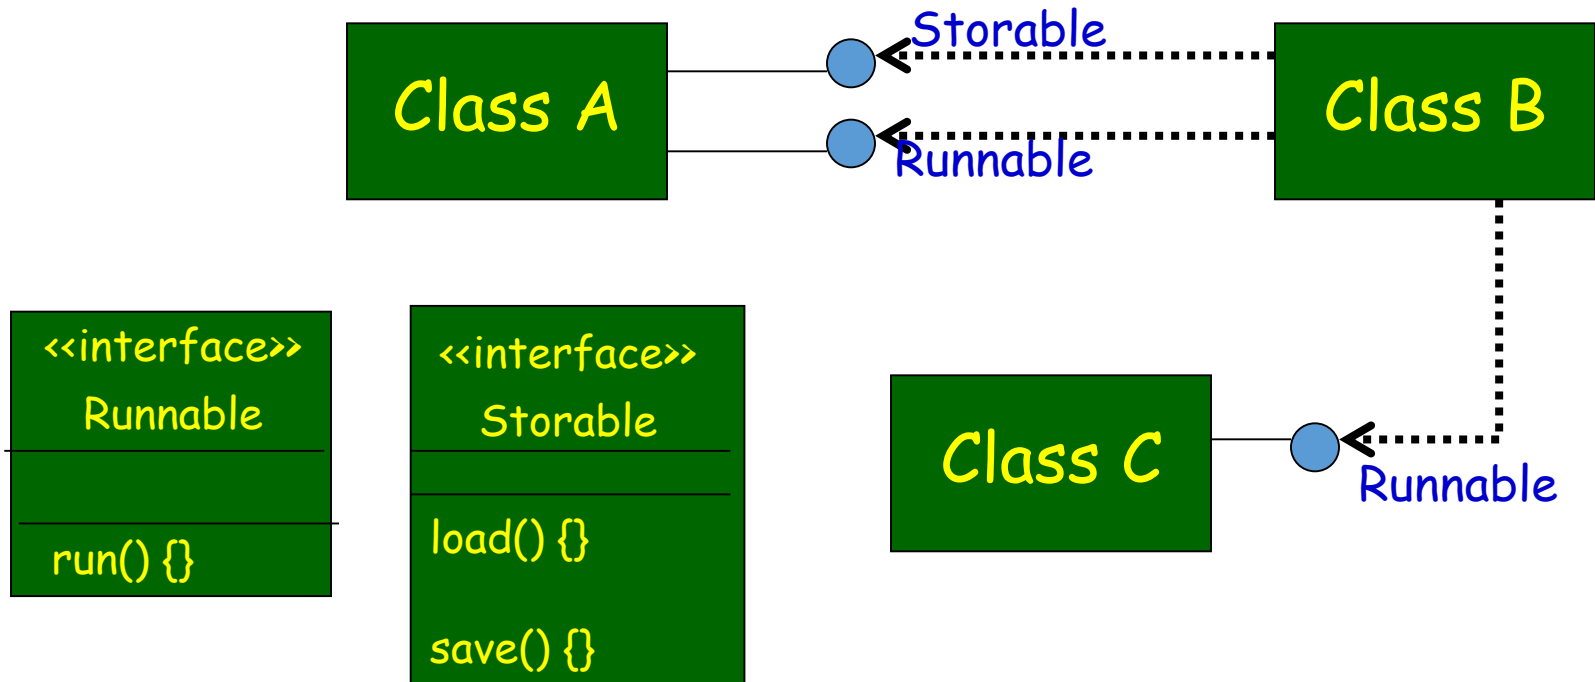 Storable
Class A
Class B
Runnable
<<interface>>
Runnable
run() {}
<<interface>>
Storable
load() {}
save() {}
Class C
Runnable